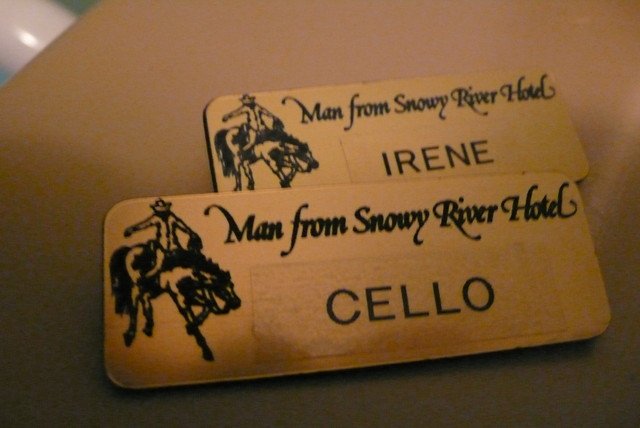 Man from Snowy River Hotel
IRENE
Man from Snowy River Hotel
CELLO